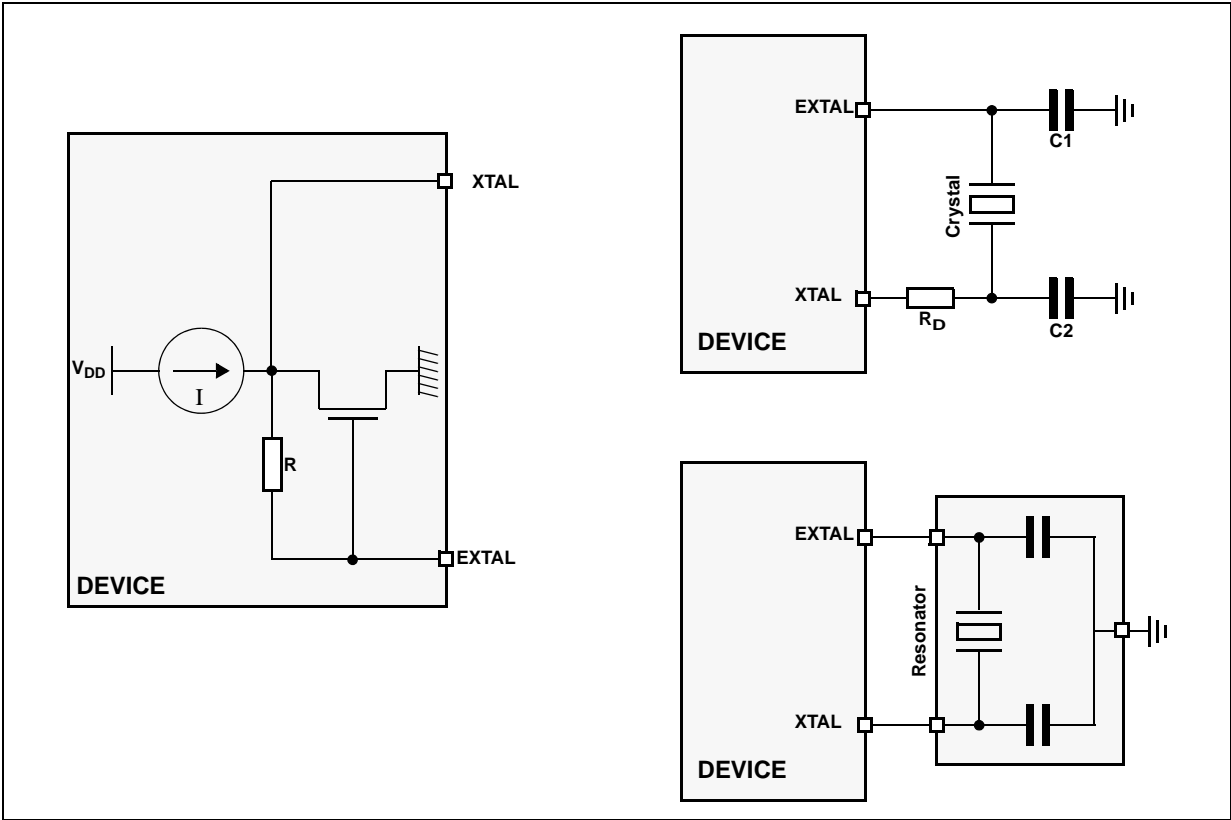 XTAL
VDD
I
R
EXTAL
DEVICE
EXTAL
C1
Crystal
XTAL
RD
C2
DEVICE
EXTAL
Resonator
XTAL
DEVICE